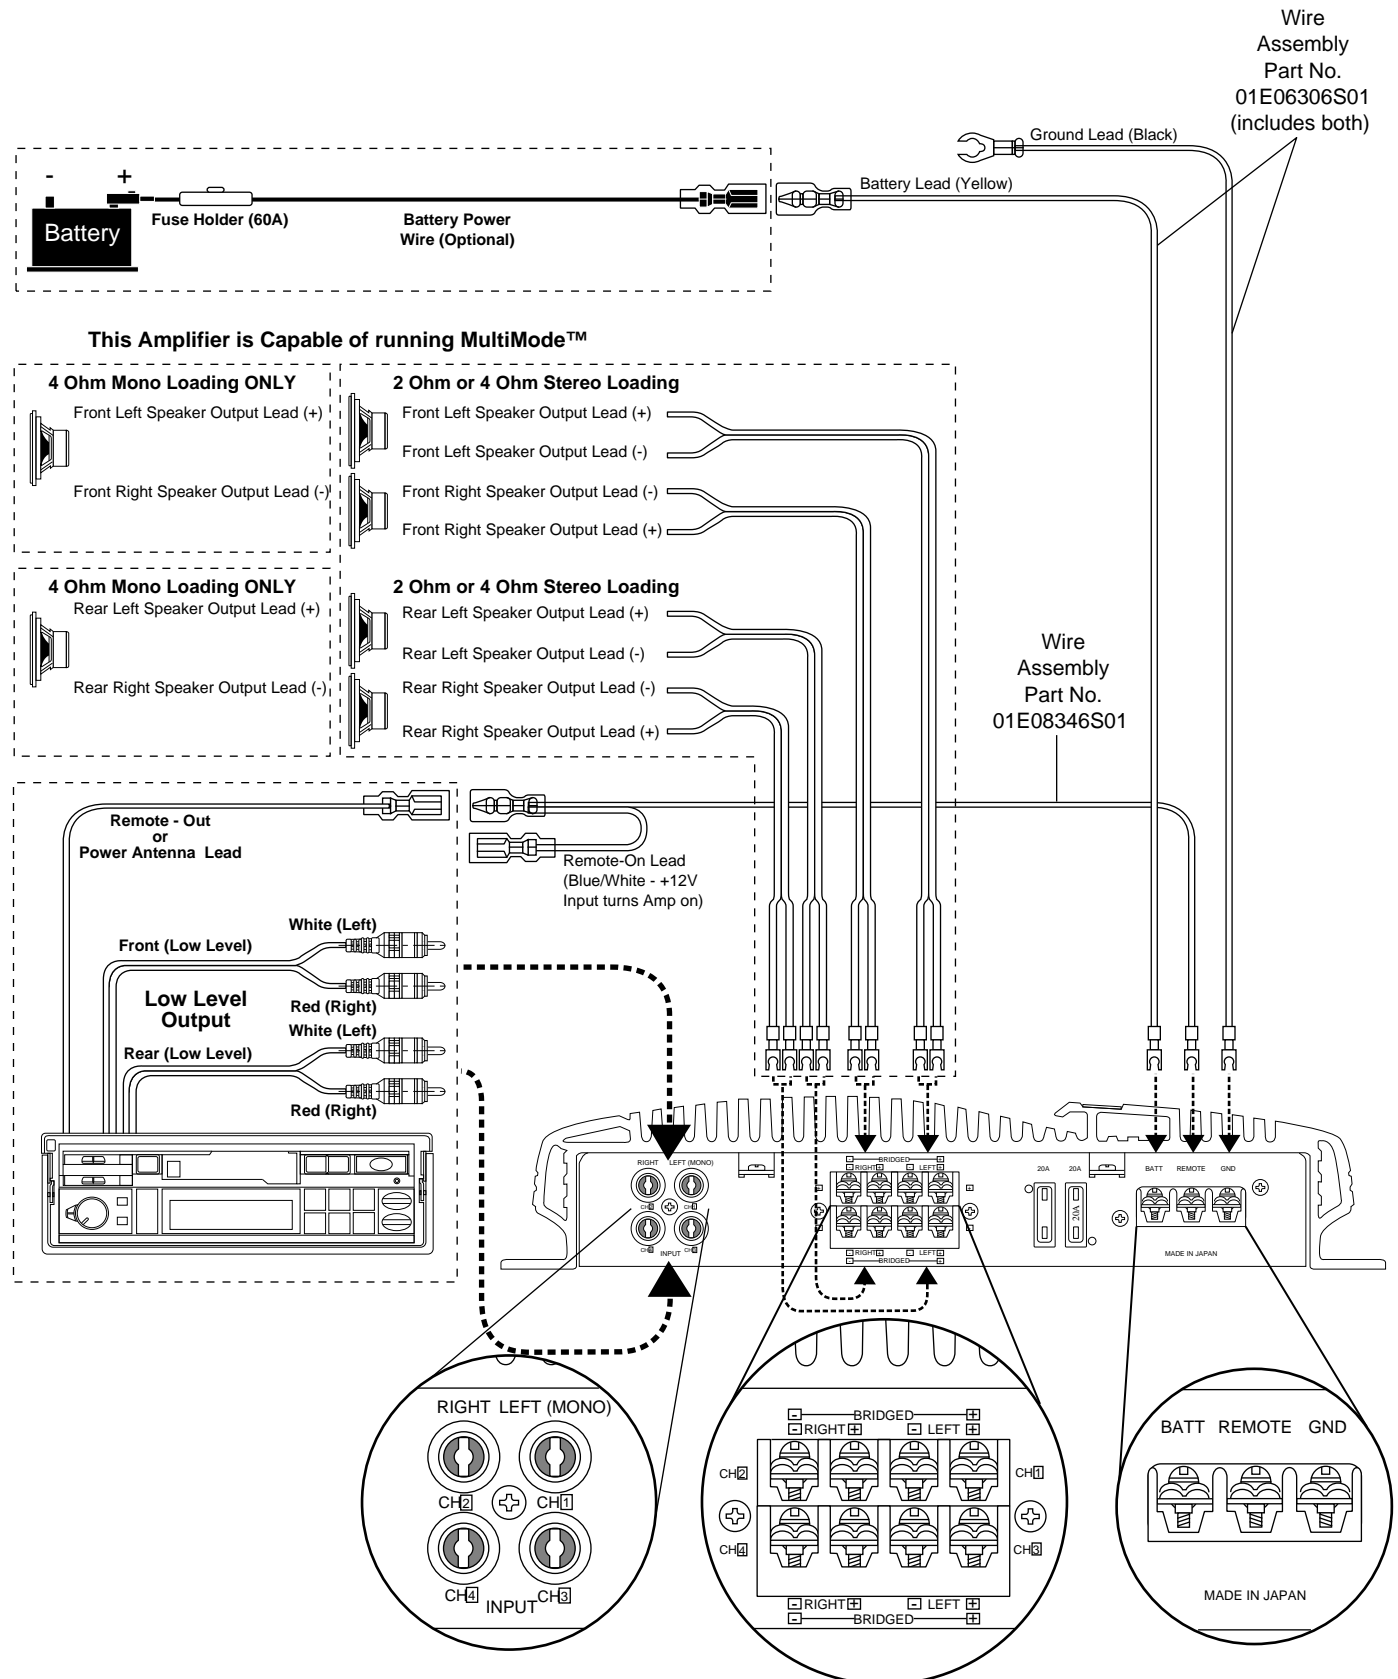 Wire
Assembly
Part No.
01E06306S01
(includes both)
Ground Lead (Black)
Battery Lead (Yellow)
- +
Battery
Fuse Holder (60A)
Battery Power
Wire (Optional)
This Amplifier is Capable of running MultiMode™
4 Ohm Mono Loading ONLY
Front Left Speaker Output Lead (+)
Front Right Speaker Output Lead (-)
2 Ohm or 4 Ohm Stereo Loading
Front Left Speaker Output Lead (+)
Front Left Speaker Output Lead (-)
Front Right Speaker Output Lead (-)
Front Right Speaker Output Lead (+)
4 Ohm Mono Loading ONLY
Rear Left Speaker Output Lead (+)
Rear Right Speaker Output Lead (-)
2 Ohm or 4 Ohm Stereo Loading
Rear Left Speaker Output Lead (+)
Rear Left Speaker Output Lead (-)
Rear Right Speaker Output Lead (-)
Rear Right Speaker Output Lead (+)
Wire
Assembly
Part No.
01E08346S01
Remote - Out
or
Power Antenna Lead
Remote-On Lead
(Blue/White - +12V
Input turns Amp on)
White (Left)
Front (Low Level)
Red (Right)
Low Level
Output
White (Left)
Rear (Low Level)
Red (Right)
RIGHT LEFT (MONO)
CH2 CH1
CH4 CH3
INPUT
- BRIDGED +
- RIGHT + - LEFT +
- RIGHT + - LEFT +
- BRIDGED +
20A 20A
20A
BATT REMOTE GND
MADE IN JAPAN
RIGHT LEFT (MONO)
CH2 CH1
CH4 CH3
INPUT
- BRIDGED +
- RIGHT + - LEFT +
CH2 CH1
CH4 CH3
- RIGHT + - LEFT +
- BRIDGED +
BATT REMOTE GND
MADE IN JAPAN